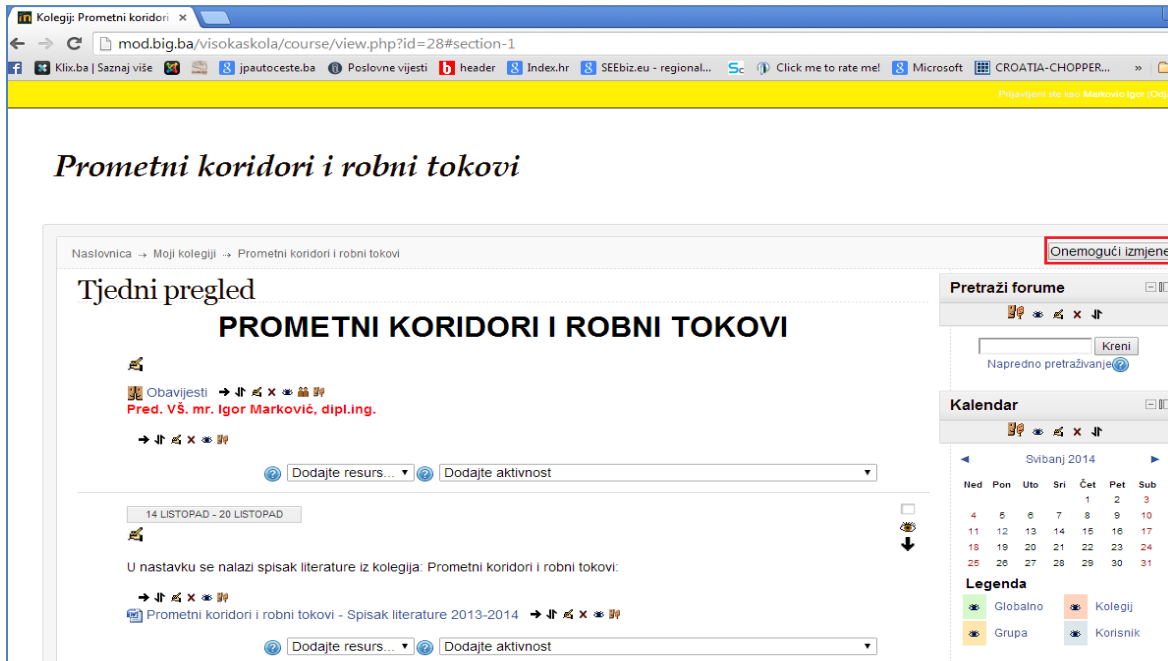 Kolegij: Prometni koridori ×
mod.big.ba/visokaskola/course/view.php?id=28#section-1
Klix.ba | Saznaj više jpautoceste.ba Poslovne vijesti header Index.hr SEEbiz.eu - regional... Click me to rate me! Microsoft CROATIA-CHOPPER... »
Prijavljeni ste kao Markovic Igor (Odj
Prometni koridori i robni tokovi
Naslovnica → Moji kolegiji → Prometni koridori i robni tokovi
Onemogući izmjene
Tjedni pregled
PROMETNI KORIDORI I ROBNI TOKOVI
Obavijesti
Pred. VŠ. mr. Igor Marković, dipl.ing.
Dodajte resurs... Dodajte aktivnost
14 LISTOPAD - 20 LISTOPAD
U nastavku se nalazi spisak literature iz kolegija: Prometni koridori i robni tokovi:
Prometni koridori i robni tokovi - Spisak literature 2013-2014
Dodajte resurs... Dodajte aktivnost
Pretraži forume
Kreni
Napredno pretraživanje
Kalendar
◄ Svibanj 2014 ►
Ned Pon Uto Sri Čet Pet Sub
1 2 3
4 5 6 7 8 9 10
11 12 13 14 15 16 17
18 19 20 21 22 23 24
25 26 27 28 29 30 31
Legenda
Globalno Kolegij
Grupa Korisnik